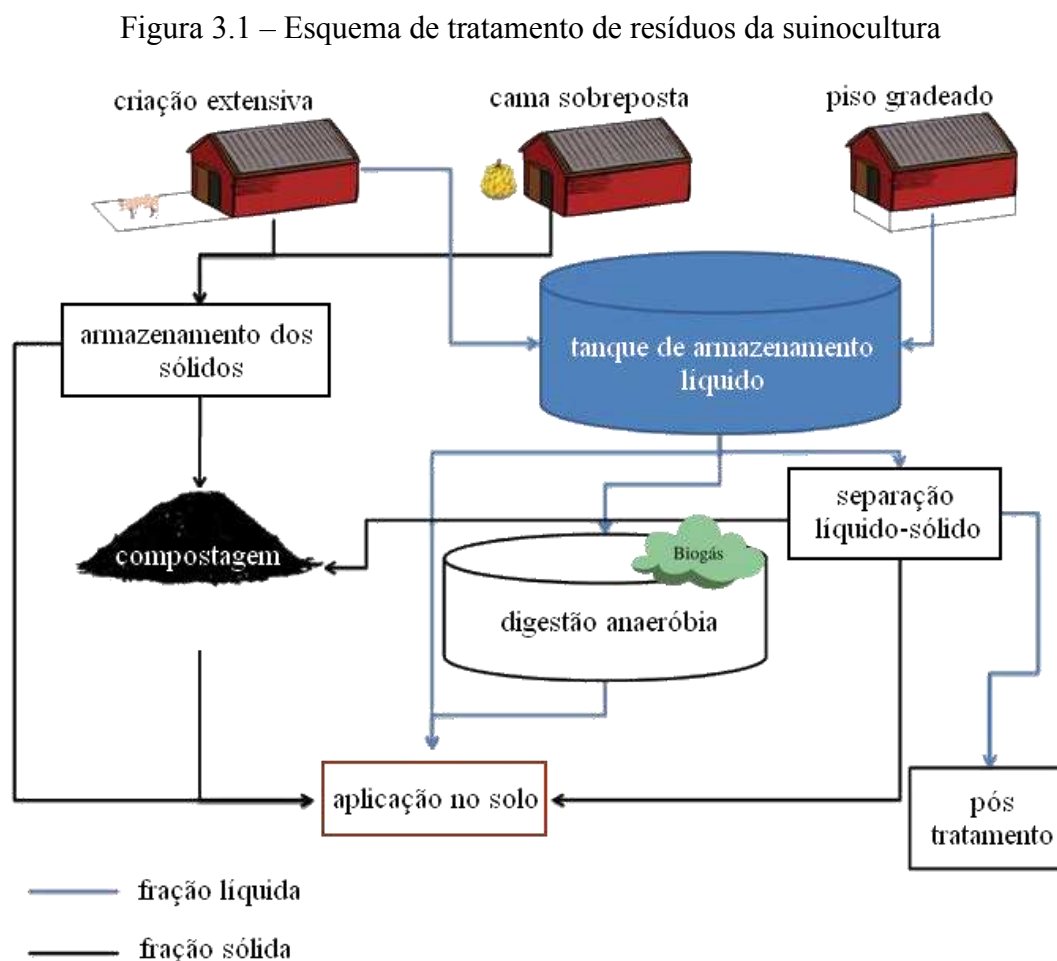 Figura 3.1 – Esquema de tratamento de resíduos da suinocultura
criação extensiva
cama sobreposta
piso gradeado
armazenamento dos
sólidos
tanque de armazenamento
líquido
separação
líquido-sólido
compostagem
Biogás
digestão anaeróbia
aplicação no solo
pós
tratamento
fração líquida
fração sólida